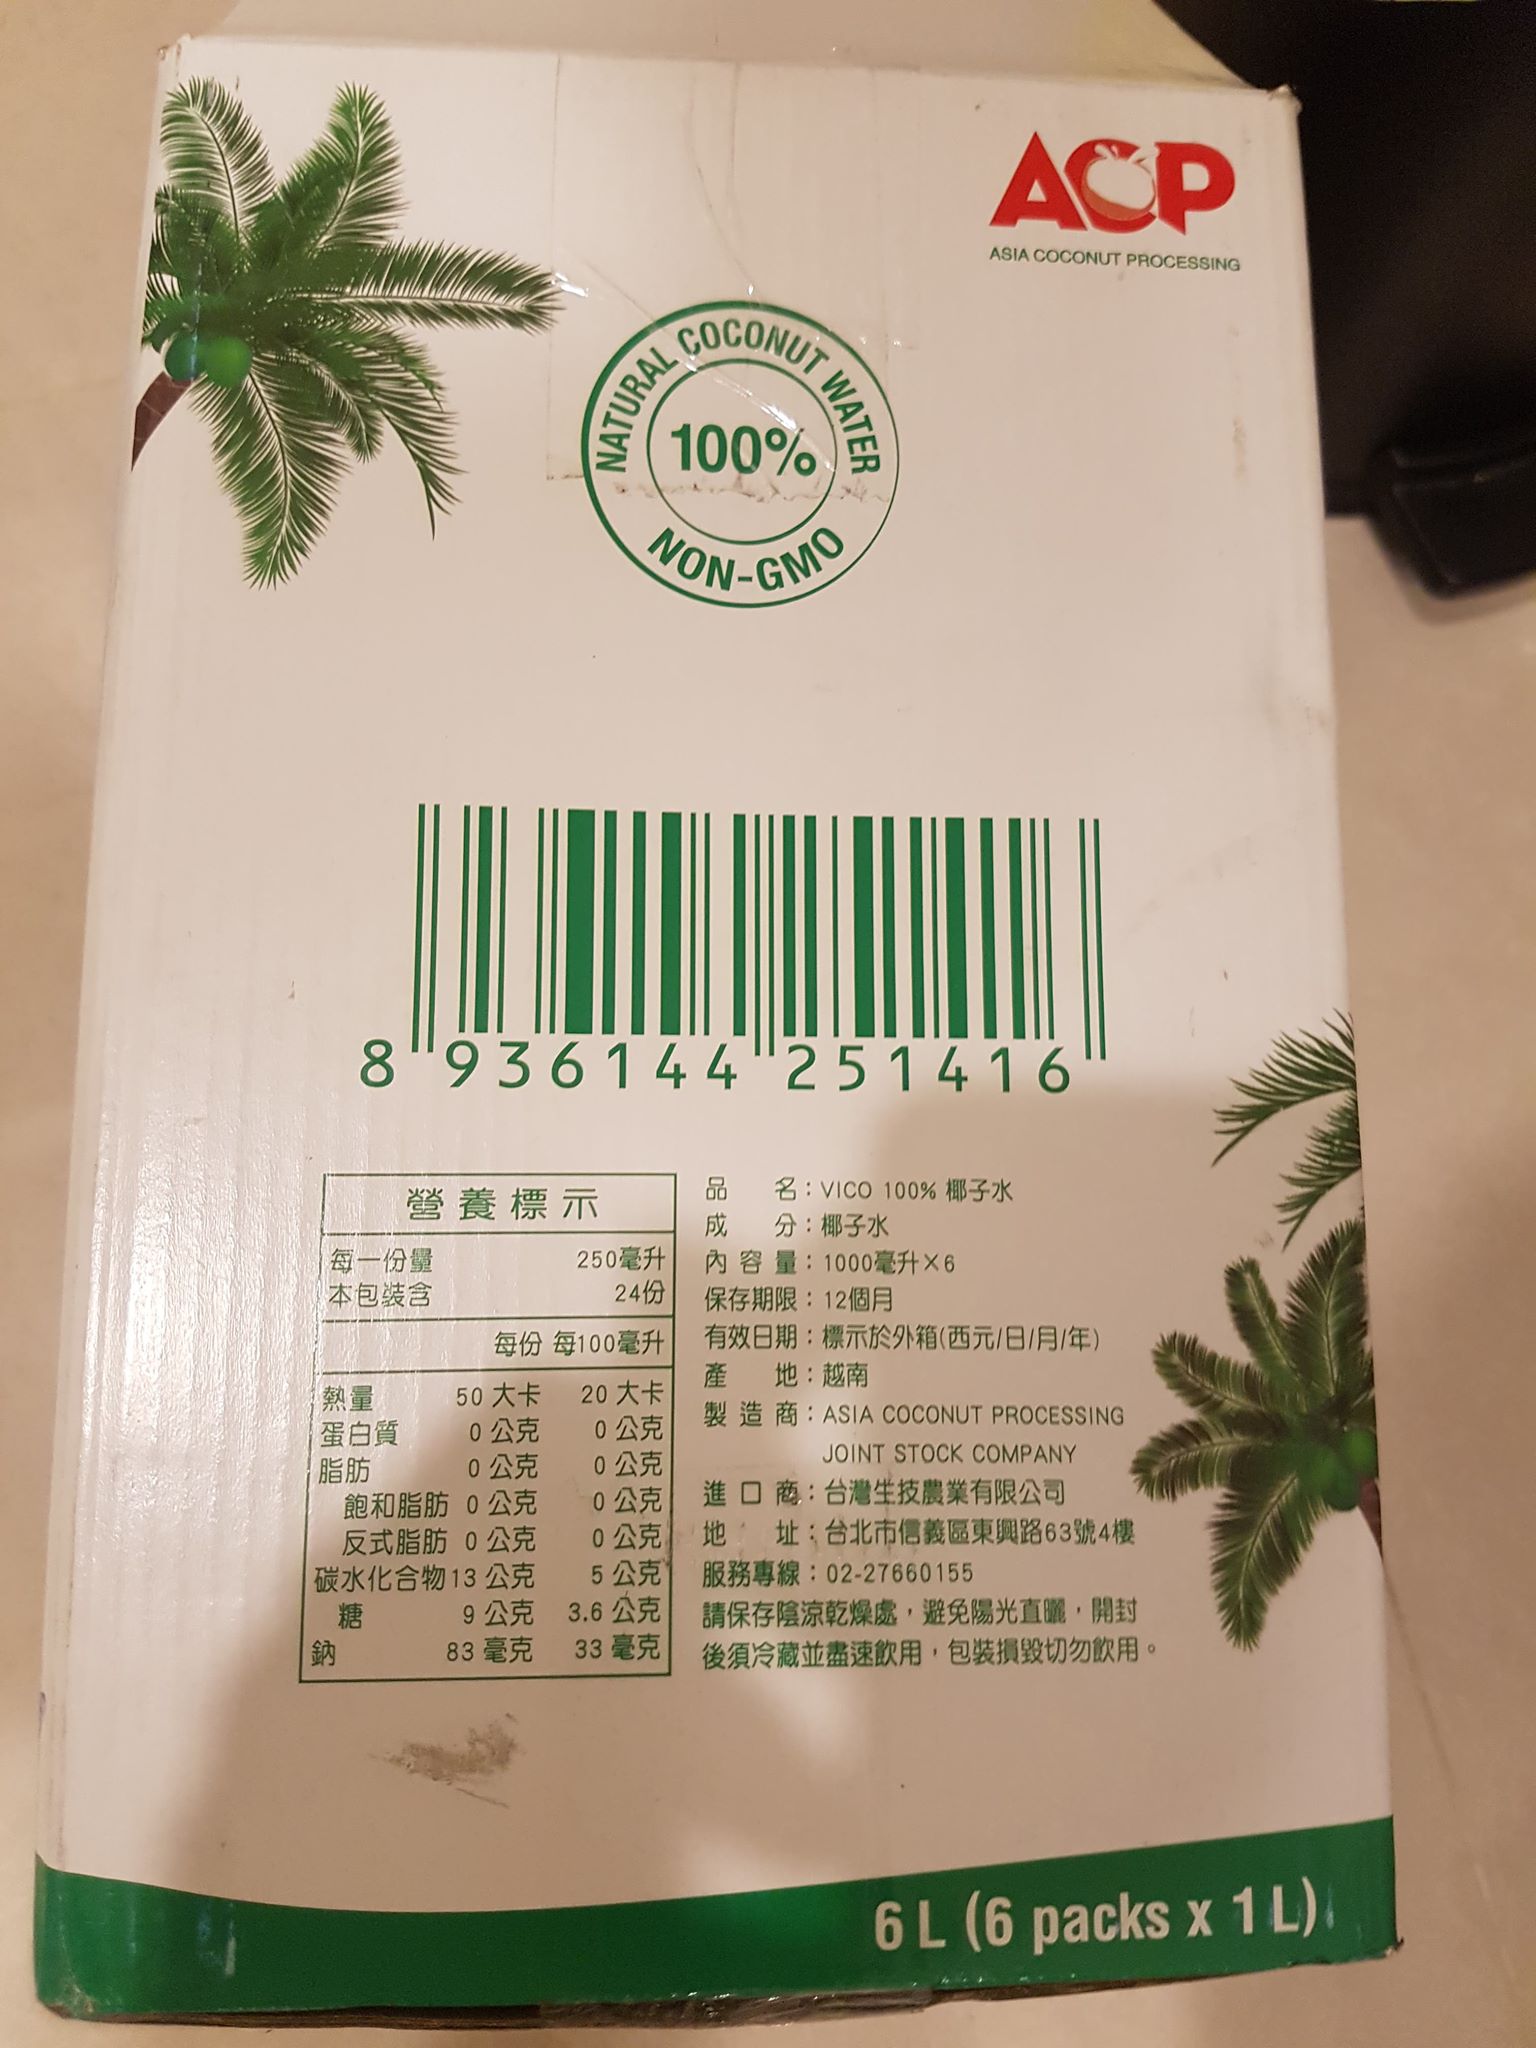 ACP
ASIA COCONUT PROCESSING
NATURAL COCONUT WATER
100%
NON-GMO
8 936144 251416
營養標示
每一份量 250毫升
本包裝含 24份
每份 每100毫升
熱量 50 大卡 20 大卡
蛋白質 0 公克 0 公克
脂肪 0 公克 0 公克
飽和脂肪 0 公克 0 公克
反式脂肪 0 公克 0 公克
碳水化合物 13 公克 5 公克
糖 9 公克 3.6 公克
鈉 83 毫克 33 毫克
品 名：VICO 100% 椰子水
成 分：椰子水
內容量：1000毫升×6
保存期限：12個月
有效日期：標示於外箱(西元/日/月/年)
產 地：越南
製造商：ASIA COCONUT PROCESSING
JOINT STOCK COMPANY
進口商：台灣生技農業有限公司
地 址：台北市信義區東興路63號4樓
服務專線：02-27660155
請保存陰涼乾燥處，避免陽光直曬，開封
後須冷藏並盡速飲用，包裝損毀切勿飲用。
6 L (6 packs x 1 L)